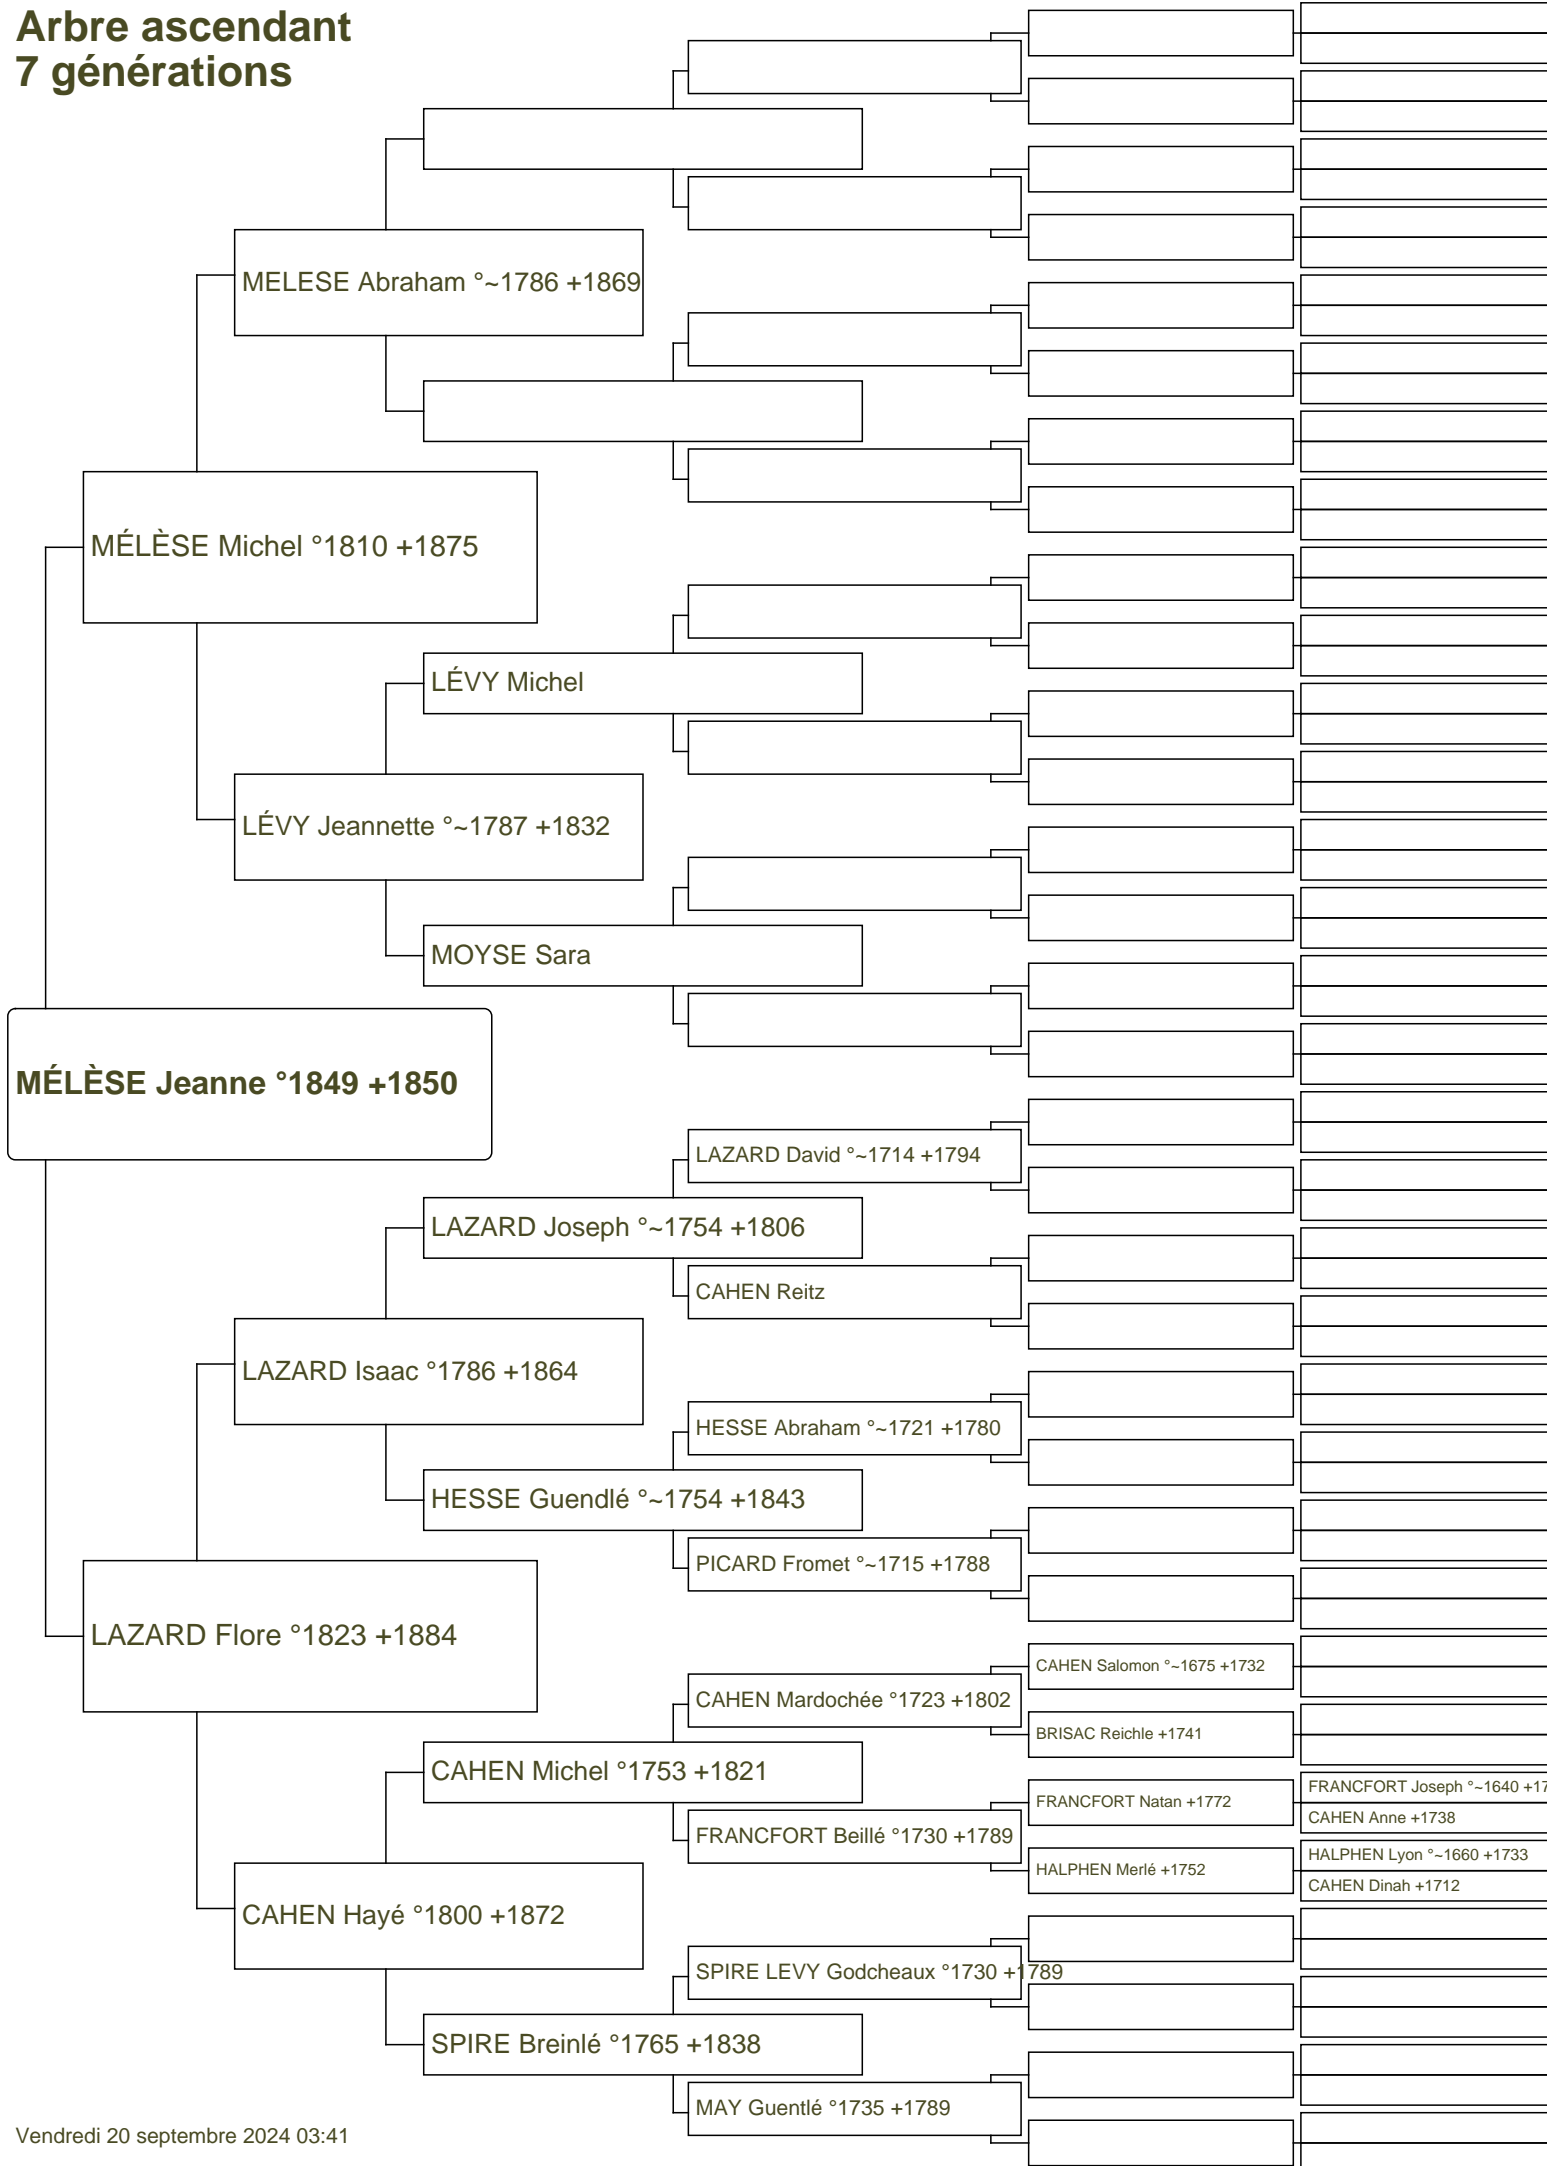 Arbre ascendant
7 générations
MELESE Abraham °~1786 +1869
MÉLÈSE Michel °1810 +1875
LÉVY Michel
LÉVY Jeannette °~1787 +1832
MOYSE Sara
MÉLÈSE Jeanne °1849 +1850
LAZARD David °~1714 +1794
LAZARD Joseph °~1754 +1806
CAHEN Reitz
LAZARD Isaac °1786 +1864
HESSE Abraham °~1721 +1780
HESSE Guendlé °~1754 +1843
PICARD Fromet °~1715 +1788
LAZARD Flore °1823 +1884
CAHEN Salomon °~1675 +1732
CAHEN Mardochée °1723 +1802
BRISAC Reichle +1741
CAHEN Michel °1753 +1821
FRANCFORT Joseph °~1640 +17
FRANCFORT Natan +1772
CAHEN Anne +1738
FRANCFORT Beillé °1730 +1789
HALPHEN Lyon °~1660 +1733
HALPHEN Merlé +1752
CAHEN Dinah +1712
CAHEN Hayé °1800 +1872
SPIRE LEVY Godcheaux °1730 +1789
SPIRE Breinlé °1765 +1838
MAY Guentlé °1735 +1789
Vendredi 20 septembre 2024 03:41